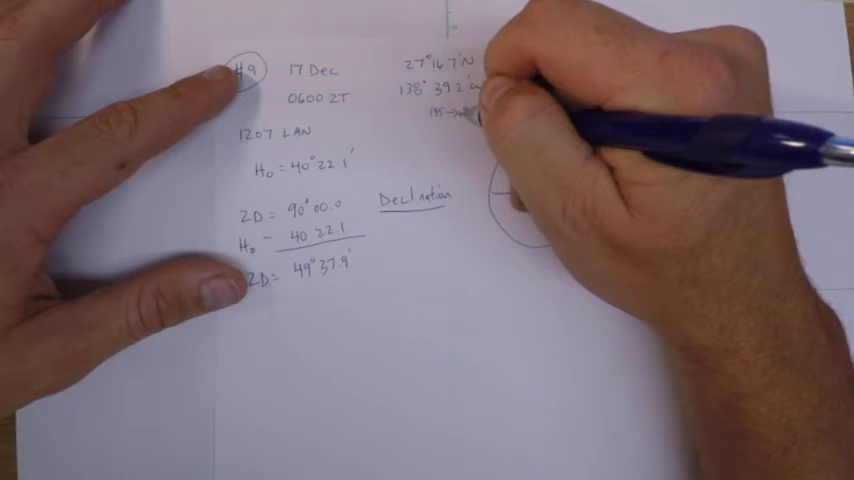 #9 17 Dec
0600 ZT
1207 LAN
Ho = 40° 22.1'
ZD = 90° 00.0
Ho - 40 22.1
ZD = 49° 37.9'
27° 16.7' N
138° 39.2' W
Declination